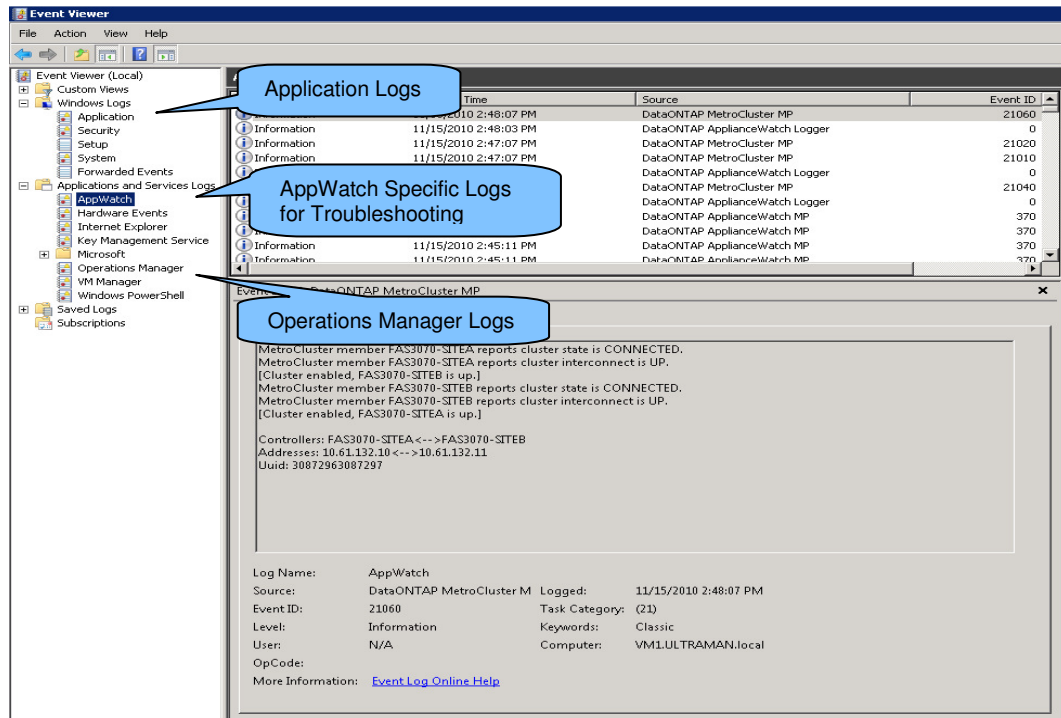 Event Viewer
File Action View Help
Event Viewer (Local)
Custom Views
Windows Logs
Application
Security
Setup
System
Forwarded Events
Applications and Services Logs
AppWatch
Hardware Events
Internet Explorer
Key Management Service
Microsoft
Operations Manager
VM Manager
Windows PowerShell
Saved Logs
Subscriptions
Application Logs
AppWatch Specific Logs
for Troubleshooting
Operations Manager Logs
Time Source Event ID
2:48:07 PM DataONTAP MetroCluster MP 21060
Information 11/15/2010 2:48:03 PM DataONTAP ApplianceWatch Logger 0
Information 11/15/2010 2:47:07 PM DataONTAP MetroCluster MP 21020
Information 11/15/2010 2:47:07 PM DataONTAP MetroCluster MP 21010
DataONTAP ApplianceWatch Logger 0
DataONTAP MetroCluster MP 21040
DataONTAP ApplianceWatch Logger 0
DataONTAP ApplianceWatch MP 370
DataONTAP ApplianceWatch MP 370
Information 11/15/2010 2:45:11 PM DataONTAP ApplianceWatch MP 370
Information 11/15/2010 2:45:11 PM DataONTAP ApplianceWatch MP 370
DataONTAP MetroCluster MP
MetroCluster member FAS3070-SITEA reports cluster state is CONNECTED.
MetroCluster member FAS3070-SITEA reports cluster interconnect is UP.
[Cluster enabled, FAS3070-SITEB is up.]
MetroCluster member FAS3070-SITEB reports cluster state is CONNECTED.
MetroCluster member FAS3070-SITEB reports cluster interconnect is UP.
[Cluster enabled, FAS3070-SITEA is up.]
Controllers: FAS3070-SITEA<-->FAS3070-SITEB
Addresses: 10.61.132.10<-->10.61.132.11
Uuid: 30872963087297
Log Name: AppWatch
Source: DataONTAP MetroCluster M Logged: 11/15/2010 2:48:07 PM
Event ID: 21060 Task Category: (21)
Level: Information Keywords: Classic
User: N/A Computer: VM1.ULTRAMAN.local
OpCode:
More Information: Event Log Online Help